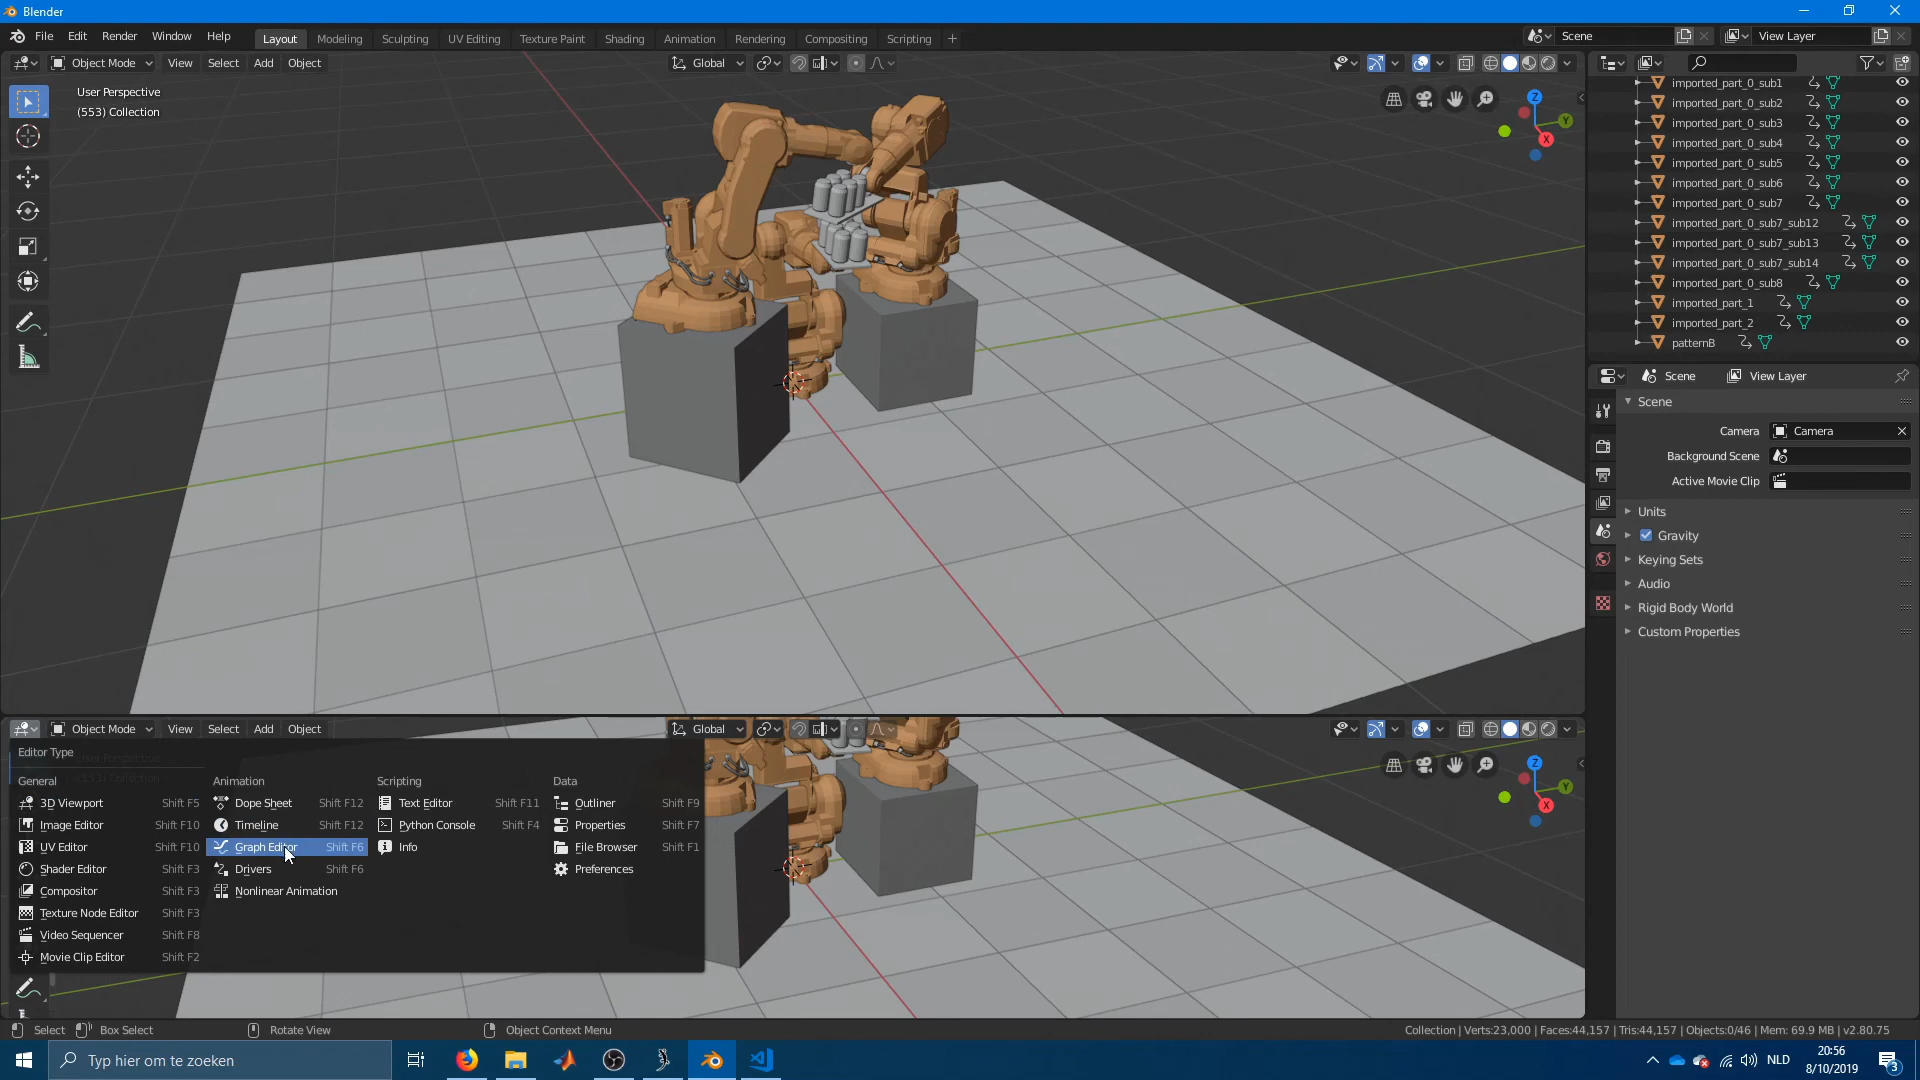 Blender
File Edit Render Window Help
Layout Modeling Sculpting UV Editing Texture Paint Shading Animation Rendering Compositing Scripting +
Scene
View Layer
Object Mode View Select Add Object
Global
User Perspective
(553) Collection
Z
Y
X
imported_part_0_sub1
imported_part_0_sub2
imported_part_0_sub3
imported_part_0_sub4
imported_part_0_sub5
imported_part_0_sub6
imported_part_0_sub7
imported_part_0_sub7_sub12
imported_part_0_sub7_sub13
imported_part_0_sub7_sub14
imported_part_0_sub8
imported_part_1
imported_part_2
patternB
Scene View Layer
Scene
Camera Camera
Background Scene
Active Movie Clip
Units
Gravity
Keying Sets
Audio
Rigid Body World
Custom Properties
Object Mode View Select Add Object
Global
Z
X
Editor Type
General
3D Viewport Shift F5
Image Editor Shift F10
UV Editor Shift F10
Shader Editor Shift F3
Compositor Shift F3
Texture Node Editor Shift F3
Video Sequencer Shift F8
Movie Clip Editor Shift F2
Animation
Dope Sheet Shift F12
Timeline Shift F12
Graph Editor Shift F6
Drivers Shift F6
Nonlinear Animation
Scripting
Text Editor Shift F11
Python Console Shift F4
Info
Data
Outliner Shift F9
Properties Shift F7
File Browser Shift F1
Preferences
Select Box Select Rotate View Object Context Menu
Collection | Verts:23,000 | Faces:44,157 | Tris:44,157 | Objects:0/46 | Mem: 69.9 MB | v2.80.75
Typ hier om te zoeken
NLD
20:56
8/10/2019
3